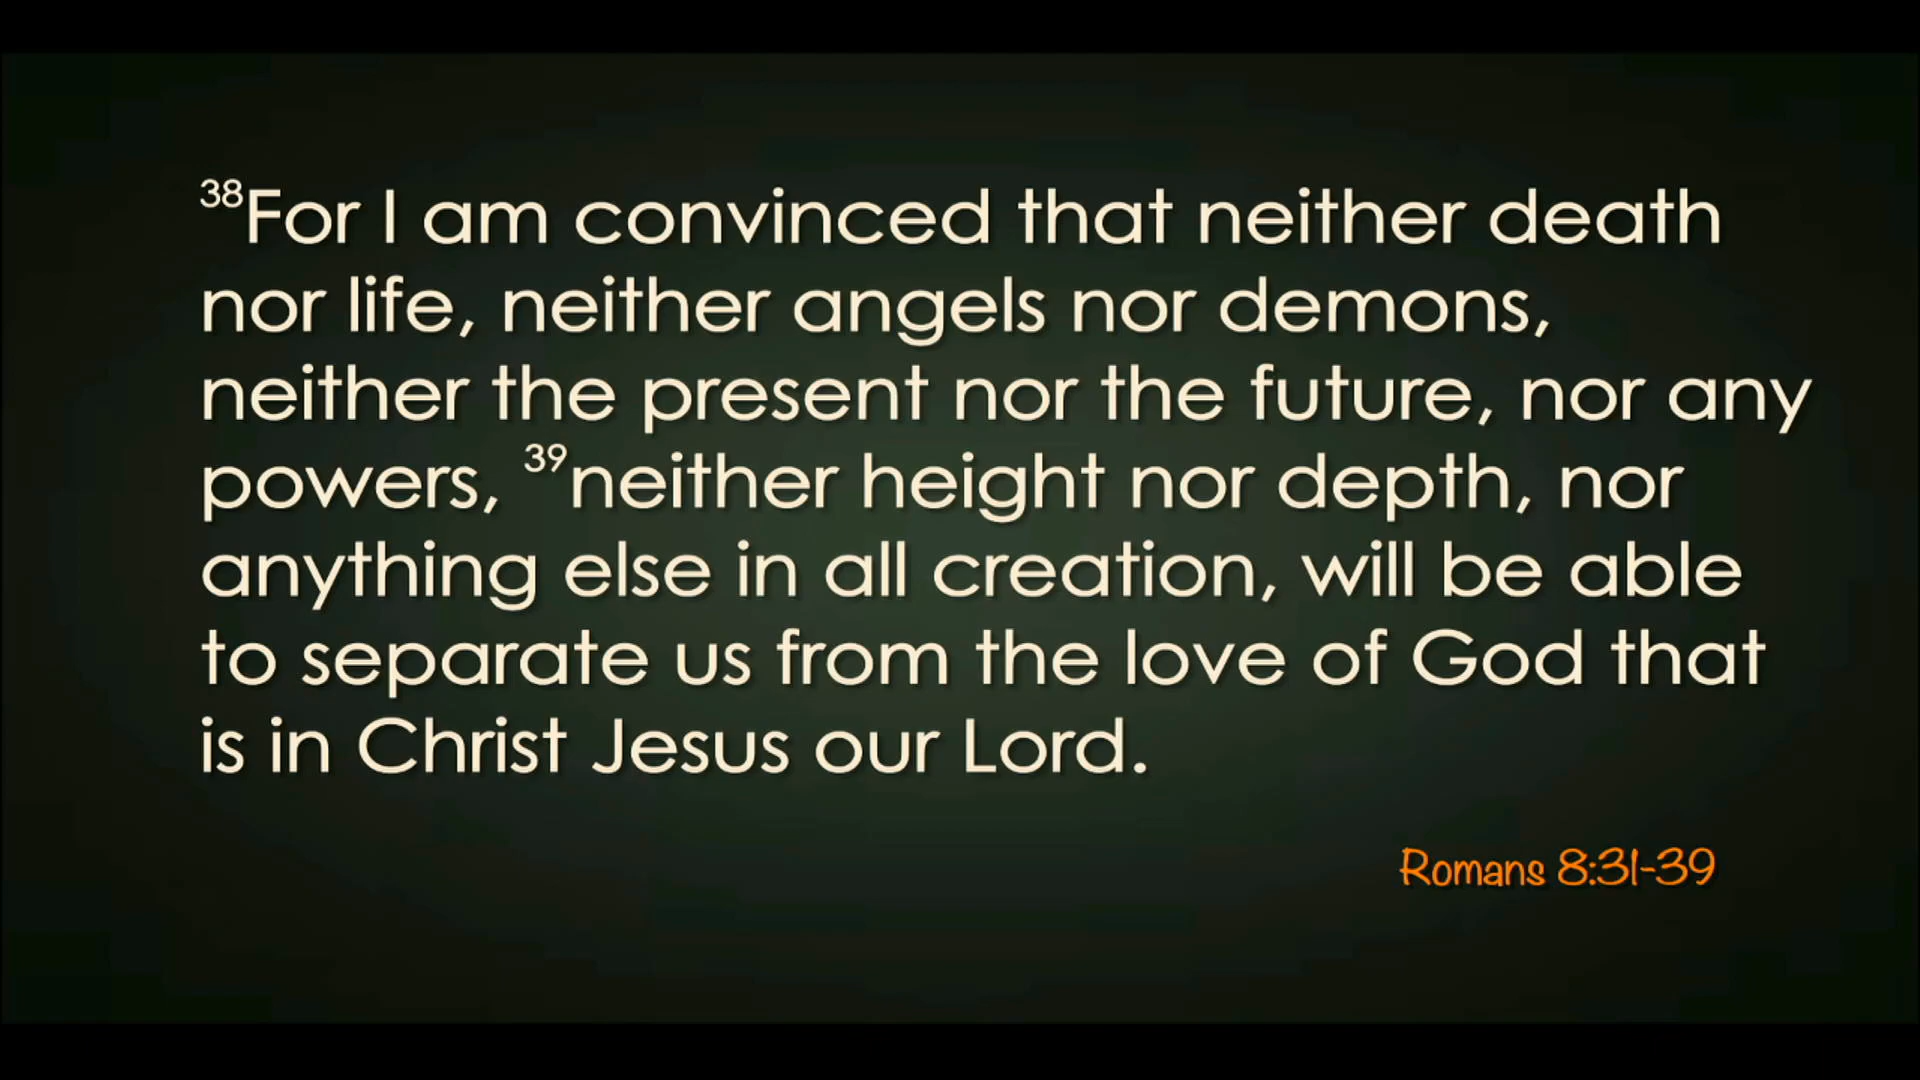 38For I am convinced that neither death
nor life, neither angels nor demons,
neither the present nor the future, nor any
powers, 39neither height nor depth, nor
anything else in all creation, will be able
to separate us from the love of God that
is in Christ Jesus our Lord.
Romans 8:31-39